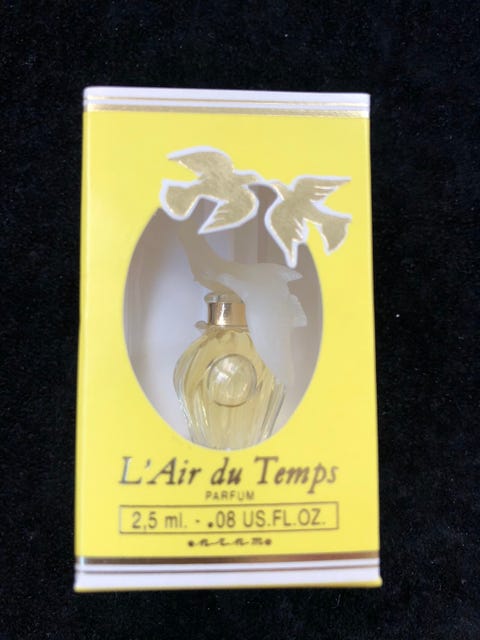 L'Air du Temps
PARFUM
2,5 ml. - .08 US.FL.OZ.